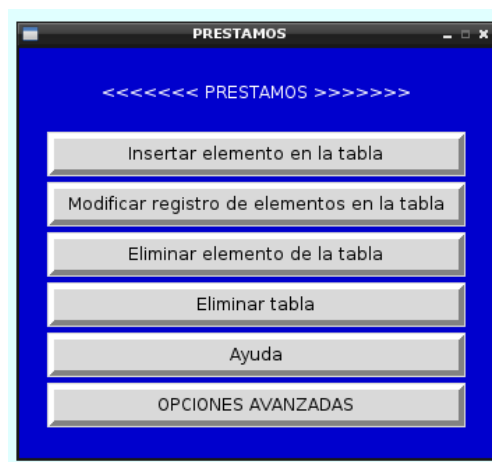 PRESTAMOS
<<<<<<< PRESTAMOS >>>>>>>
Insertar elemento en la tabla
Modificar registro de elementos en la tabla
Eliminar elemento de la tabla
Eliminar tabla
Ayuda
OPCIONES AVANZADAS